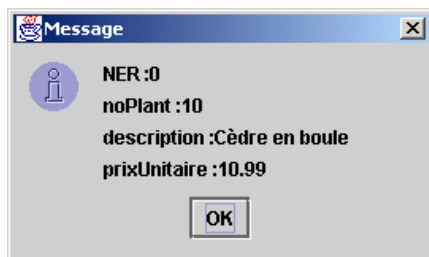 Message
NER :0
noPlant :10
description :Cèdre en boule
prixUnitaire :10.99
OK